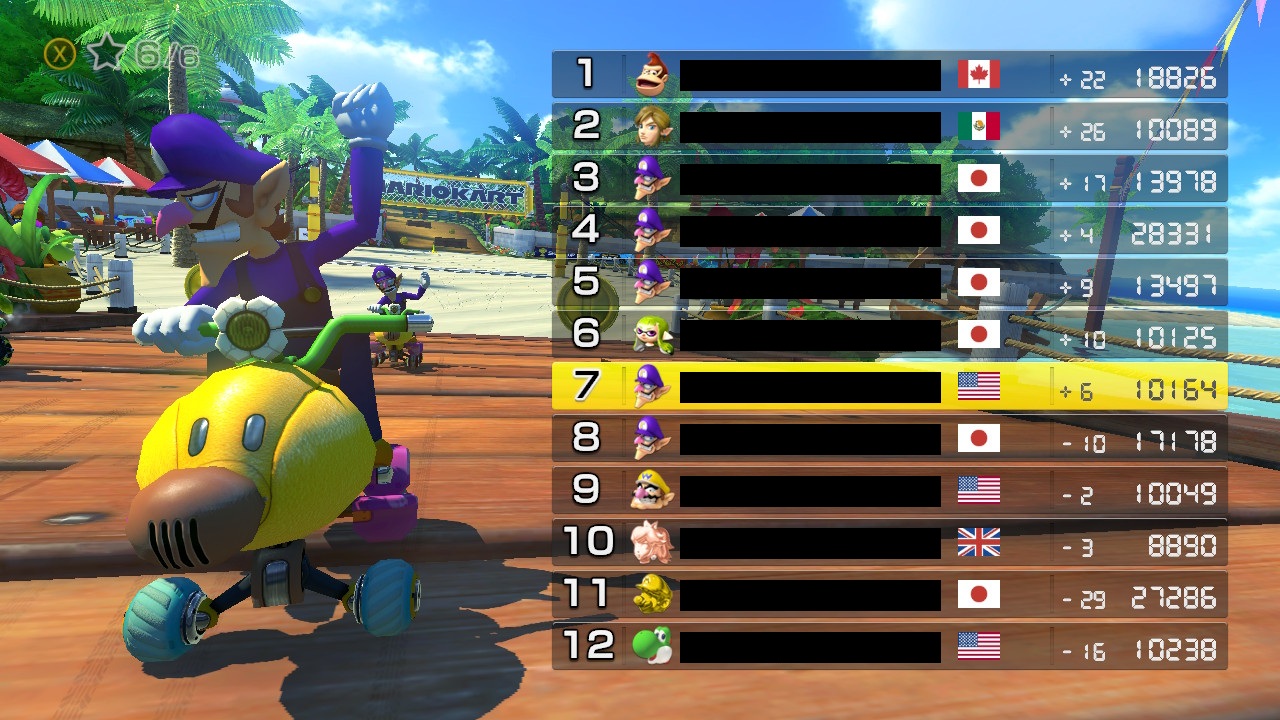 X 6/6
MARIOKART
1 + 22 18826
2 + 26 10089
3 + 17 13978
4 + 4 28331
5 + 9 13497
6 + 10 10125
7 + 6 10164
8 - 10 17178
9 - 2 10049
10 - 3 8890
11 - 29 27286
12 - 16 10238